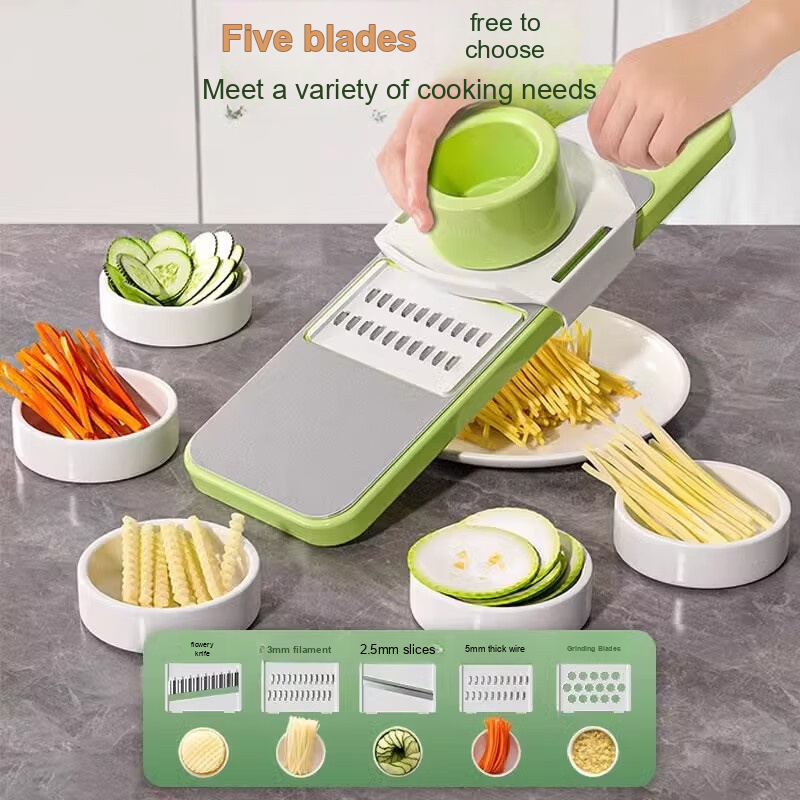 Five blades
free to
choose
Meet a variety of cooking needs
flowery
knife
3mm filament
2.5mm slices
5mm thick wire
Grinding Blades